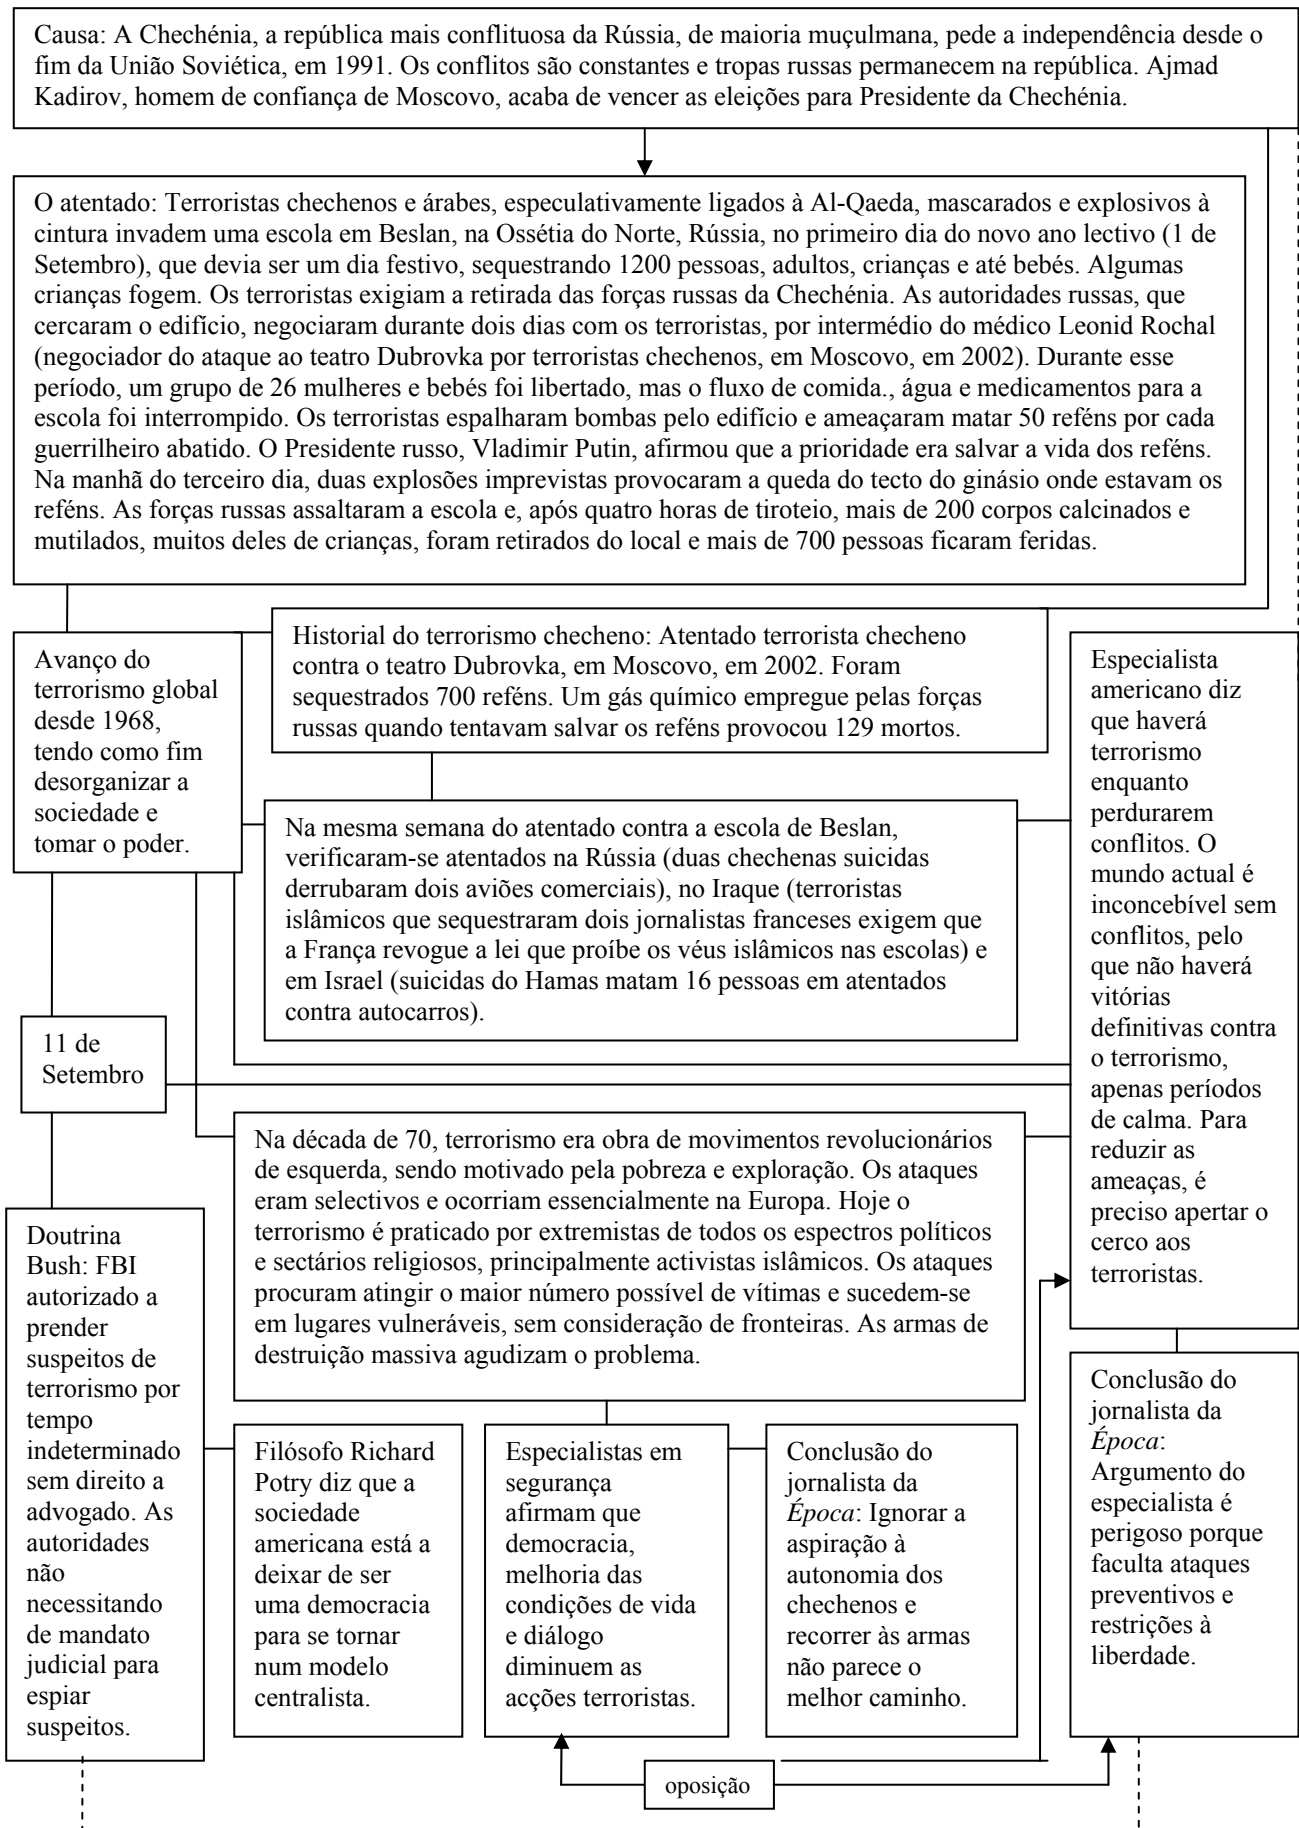 Causa: A Chechénia, a república mais conflituosa da Rússia, de maioria muçulmana, pede a independência desde o
fim da União Soviética, em 1991. Os conflitos são constantes e tropas russas permanecem na república. Ajmad
Kadirov, homem de confiança de Moscovo, acaba de vencer as eleições para Presidente da Chechénia.
O atentado: Terroristas chechenos e árabes, especulativamente ligados à Al-Qaeda, mascarados e explosivos à
cintura invadem uma escola em Beslan, na Ossétia do Norte, Rússia, no primeiro dia do novo ano lectivo (1 de
Setembro), que devia ser um dia festivo, sequestrando 1200 pessoas, adultos, crianças e até bebés. Algumas
crianças fogem. Os terroristas exigiam a retirada das forças russas da Chechénia. As autoridades russas, que
cercaram o edifício, negociaram durante dois dias com os terroristas, por intermédio do médico Leonid Rochal
(negociador do ataque ao teatro Dubrovka por terroristas chechenos, em Moscovo, em 2002). Durante esse
período, um grupo de 26 mulheres e bebés foi libertado, mas o fluxo de comida., água e medicamentos para a
escola foi interrompido. Os terroristas espalharam bombas pelo edifício e ameaçaram matar 50 reféns por cada
guerrilheiro abatido. O Presidente russo, Vladimir Putin, afirmou que a prioridade era salvar a vida dos reféns.
Na manhã do terceiro dia, duas explosões imprevistas provocaram a queda do tecto do ginásio onde estavam os
reféns. As forças russas assaltaram a escola e, após quatro horas de tiroteio, mais de 200 corpos calcinados e
mutilados, muitos deles de crianças, foram retirados do local e mais de 700 pessoas ficaram feridas.
Avanço do
terrorismo global
desde 1968,
tendo como fim
desorganizar a
sociedade e
tomar o poder.
Historial do terrorismo checheno: Atentado terrorista checheno
contra o teatro Dubrovka, em Moscovo, em 2002. Foram
sequestrados 700 reféns. Um gás químico empregue pelas forças
russas quando tentavam salvar os reféns provocou 129 mortos.
Na mesma semana do atentado contra a escola de Beslan,
verificaram-se atentados na Rússia (duas chechenas suicidas
derrubaram dois aviões comerciais), no Iraque (terroristas
islâmicos que sequestraram dois jornalistas franceses exigem que
a França revogue a lei que proíbe os véus islâmicos nas escolas) e
em Israel (suicidas do Hamas matam 16 pessoas em atentados
contra autocarros).
Especialista
americano diz
que haverá
terrorismo
enquanto
perdurarem
conflitos. O
mundo actual é
inconcebível sem
conflitos, pelo
que não haverá
vitórias
definitivas contra
o terrorismo,
apenas períodos
de calma. Para
reduzir as
ameaças, é
preciso apertar o
cerco aos
terroristas.
11 de
Setembro
Na década de 70, terrorismo era obra de movimentos revolucionários
de esquerda, sendo motivado pela pobreza e exploração. Os ataques
eram selectivos e ocorriam essencialmente na Europa. Hoje o
terrorismo é praticado por extremistas de todos os espectros políticos
e sectários religiosos, principalmente activistas islâmicos. Os ataques
procuram atingir o maior número possível de vítimas e sucedem-se
em lugares vulneráveis, sem consideração de fronteiras. As armas de
destruição massiva agudizam o problema.
Doutrina
Bush: FBI
autorizado a
prender
suspeitos de
terrorismo por
tempo
indeterminado
sem direito a
advogado. As
autoridades
não
necessitando
de mandato
judicial para
espiar
suspeitos.
Filósofo Richard
Potry diz que a
sociedade
americana está a
deixar de ser
uma democracia
para se tornar
num modelo
centralista.
Especialistas em
segurança
afirmam que
democracia,
melhoria das
condições de vida
e diálogo
diminuem as
acções terroristas.
Conclusão do
jornalista da
Época: Ignorar a
aspiração à
autonomia dos
chechenos e
recorrer às armas
não parece o
melhor caminho.
Conclusão do
jornalista da
Época:
Argumento do
especialista é
perigoso porque
faculta ataques
preventivos e
restrições à
liberdade.
oposição